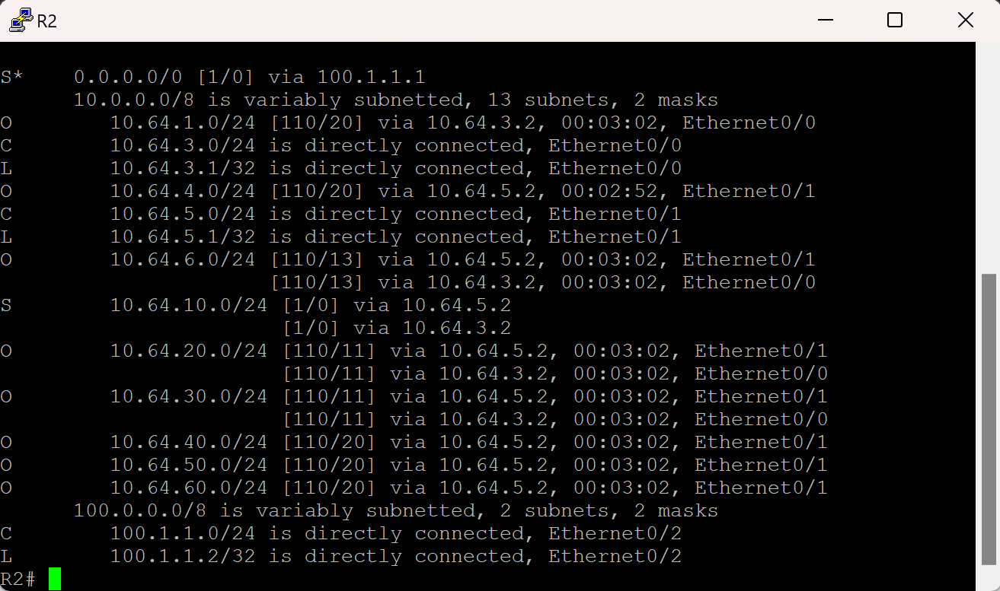 R2
S*    0.0.0.0/0 [1/0] via 100.1.1.1
      10.0.0.0/8 is variably subnetted, 13 subnets, 2 masks
O        10.64.1.0/24 [110/20] via 10.64.3.2, 00:03:02, Ethernet0/0
C        10.64.3.0/24 is directly connected, Ethernet0/0
L        10.64.3.1/32 is directly connected, Ethernet0/0
O        10.64.4.0/24 [110/20] via 10.64.5.2, 00:02:52, Ethernet0/1
C        10.64.5.0/24 is directly connected, Ethernet0/1
L        10.64.5.1/32 is directly connected, Ethernet0/1
O        10.64.6.0/24 [110/13] via 10.64.5.2, 00:03:02, Ethernet0/1
                      [110/13] via 10.64.3.2, 00:03:02, Ethernet0/0
S        10.64.10.0/24 [1/0] via 10.64.5.2
                       [1/0] via 10.64.3.2
O        10.64.20.0/24 [110/11] via 10.64.5.2, 00:03:02, Ethernet0/1
                       [110/11] via 10.64.3.2, 00:03:02, Ethernet0/0
O        10.64.30.0/24 [110/11] via 10.64.5.2, 00:03:02, Ethernet0/1
                       [110/11] via 10.64.3.2, 00:03:02, Ethernet0/0
O        10.64.40.0/24 [110/20] via 10.64.5.2, 00:03:02, Ethernet0/1
O        10.64.50.0/24 [110/20] via 10.64.5.2, 00:03:02, Ethernet0/1
O        10.64.60.0/24 [110/20] via 10.64.5.2, 00:03:02, Ethernet0/1
      100.0.0.0/8 is variably subnetted, 2 subnets, 2 masks
C        100.1.1.0/24 is directly connected, Ethernet0/2
L        100.1.1.2/32 is directly connected, Ethernet0/2
R2#